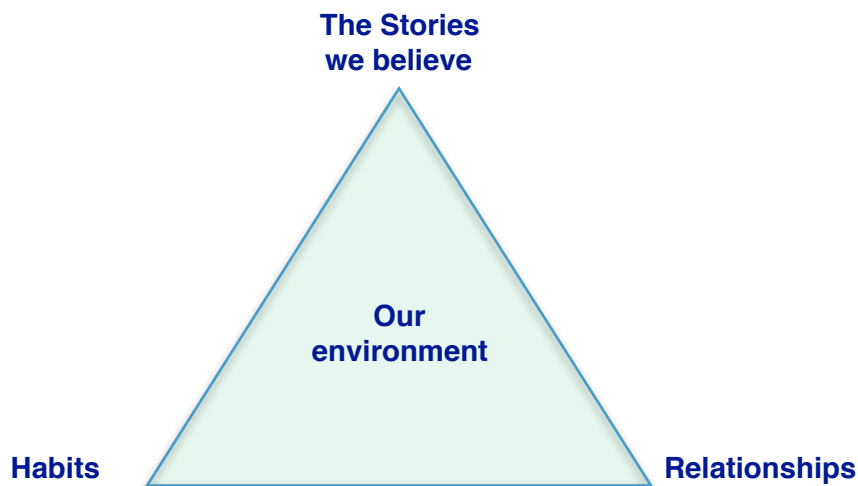 The Stories
we believe
Our
environment
Habits
Relationships